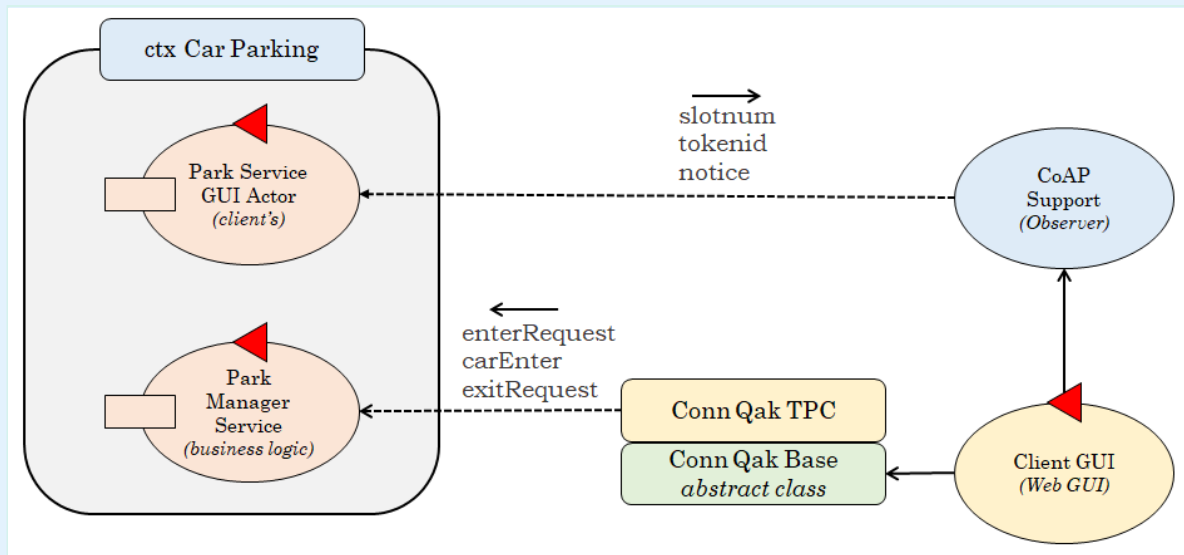 ctx Car Parking
Park Service
GUI Actor
(client's)
slotnum
tokenid
notice
CoAP
Support
(Observer)
Park
Manager
Service
(business logic)
enterRequest
carEnter
exitRequest
Conn Qak TPC
Conn Qak Base
abstract class
Client GUI
(Web GUI)